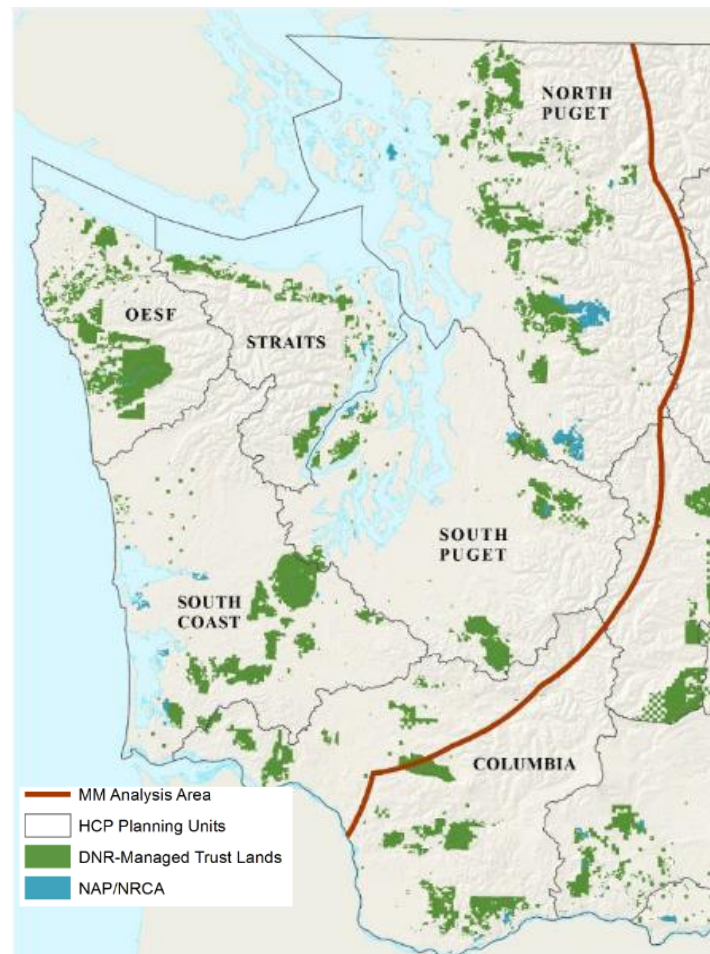 NORTH
PUGET
OESF
STRAITS
SOUTH
PUGET
SOUTH
COAST
COLUMBIA
MM Analysis Area
HCP Planning Units
DNR-Managed Trust Lands
NAP/NRCA